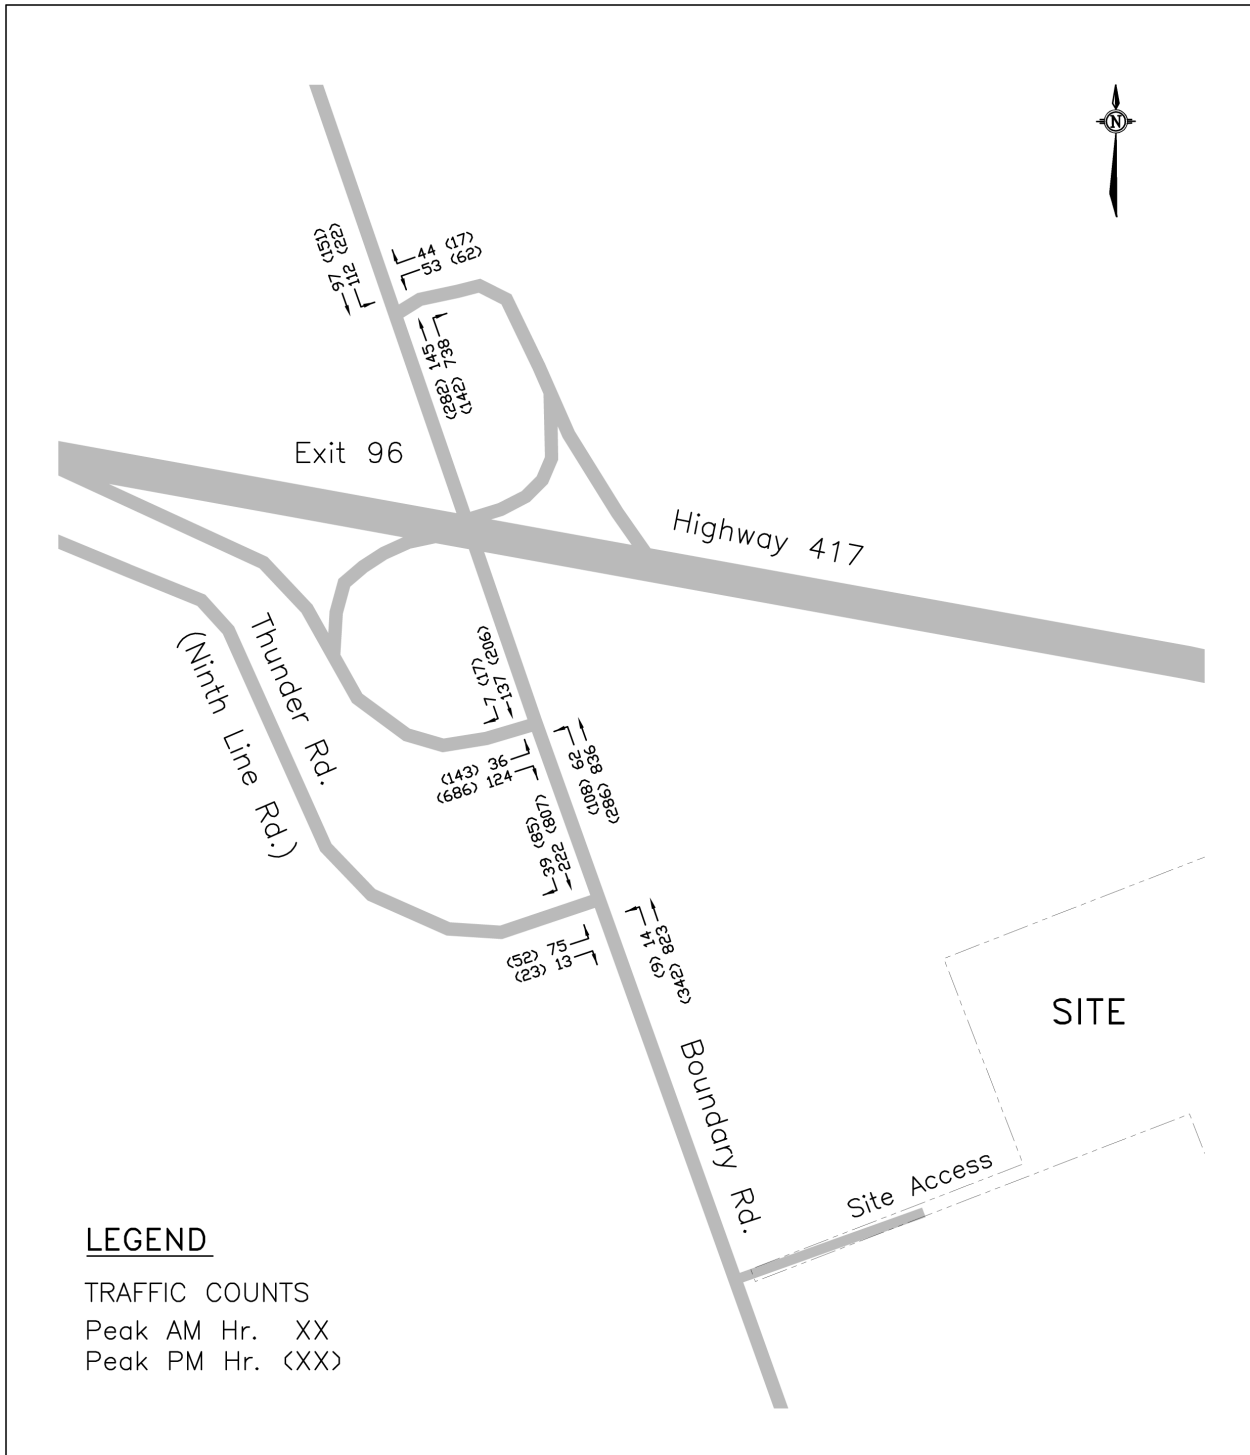 N
97 (151)
112 (22)
44 (17)
53 (62)
(282) 145
(142) 738
Exit 96
Highway 417
Thunder Rd.
(Ninth Line Rd.)
7 (17)
137 (206)
(143) 36
(686) 124
(108) 62
(286) 836
39 (85)
222 (807)
(52) 75
(23) 13
(9) 14
(342) 823
Boundary Rd.
SITE
Site Access
LEGEND
TRAFFIC COUNTS
Peak AM Hr. XX
Peak PM Hr. (XX)